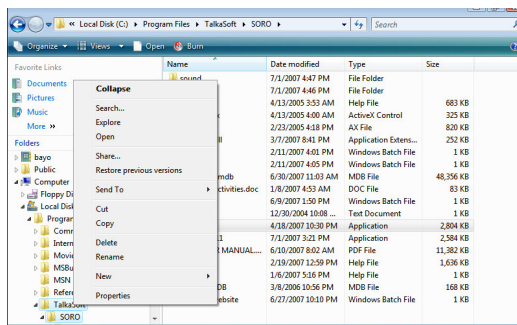 « Local Disk (C:) ▸ Program Files ▸ TalkaSoft ▸ SORO ▸
Search
Organize Views Open Burn
Favorite Links
Documents
Pictures
Music
More »
Folders
bayo
Public
Computer
Floppy Di
Local Disk
Progran
Comm
Intern
Movie
MSBu
MSN
Refere
TalkaSoft
SORO
Collapse
Search...
Explore
Open
Share...
Restore previous versions
Send To
Cut
Copy
Delete
Rename
New
Properties
Name Date modified Type Size
sound 7/1/2007 4:47 PM File Folder
7/1/2007 4:46 PM File Folder
4/13/2005 3:53 AM Help File 683 KB
4/13/2005 4:00 AM ActiveX Control 325 KB
2/23/2005 4:18 PM AX File 820 KB
3/7/2007 8:41 PM Application Extens... 252 KB
2/11/2007 4:01 PM Windows Batch File 1 KB
2/11/2007 4:05 PM Windows Batch File 1 KB
mdb 6/30/2007 11:03 AM MDB File 48,356 KB
ctivities.doc 1/8/2007 4:53 AM DOC File 83 KB
6/9/2007 1:50 PM Windows Batch File 1 KB
12/30/2004 10:08 ... Text Document 1 KB
4/18/2007 10:30 PM Application 2,804 KB
7/1/2007 3:21 PM Application 2,584 KB
R MANUAL.... 6/10/2007 8:02 AM PDF File 11,382 KB
2/19/2007 12:59 PM Help File 1,636 KB
1/6/2007 5:16 PM Help File 1 KB
DB 3/8/2006 10:56 PM MDB File 168 KB
ebsite 6/27/2007 10:10 PM Windows Batch File 1 KB